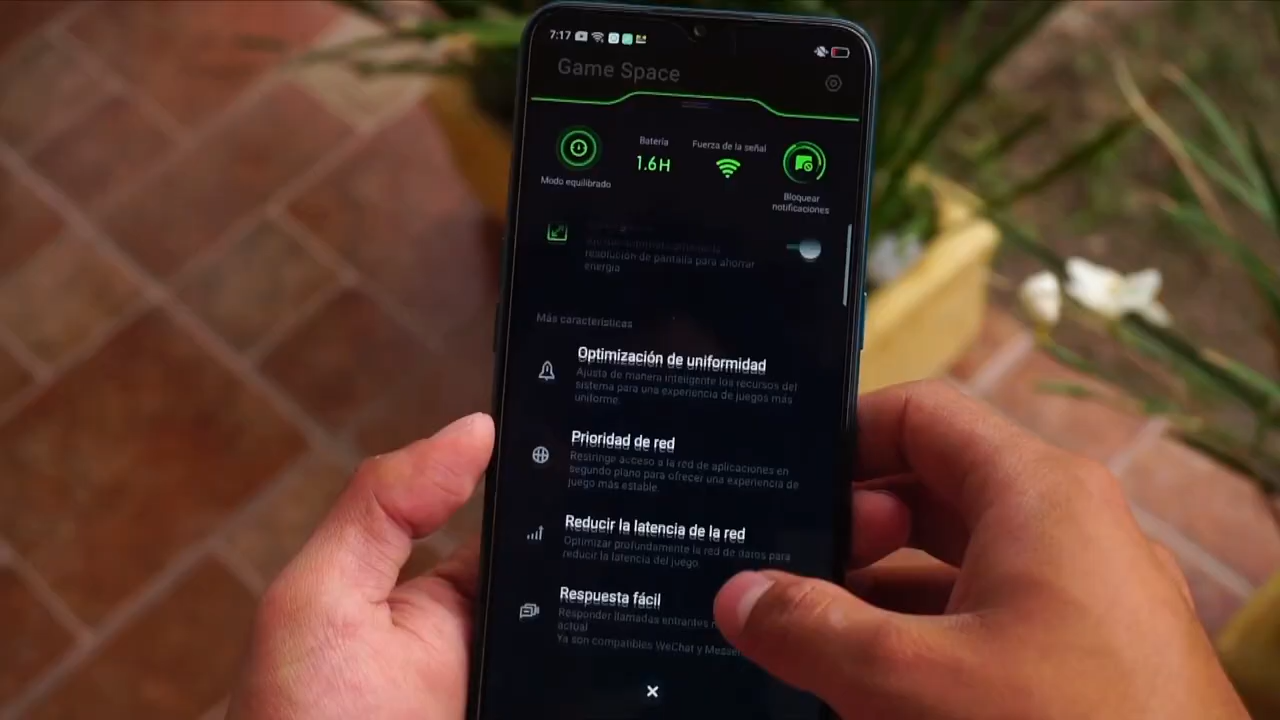 7:17
Game Space
Batería
Fuerza de la señal
1.6H
Modo equilibrado
Bloquear
notificaciones
resolución de pantalla para ahorrar
energía
Más características
Optimización de uniformidad
Ajusta de manera inteligente los recursos del
sistema para una experiencia de juegos más
uniforme.
Prioridad de red
Restringe acceso a la red de aplicaciones en
segundo plano para ofrecer una experiencia de
juego más estable.
Reducir la latencia de la red
Optimizar profundamente la red de datos para
reducir la latencia del juego.
Respuesta fácil
Responder llamadas entrantes
actual
Ya son compatibles WeChat y Messen